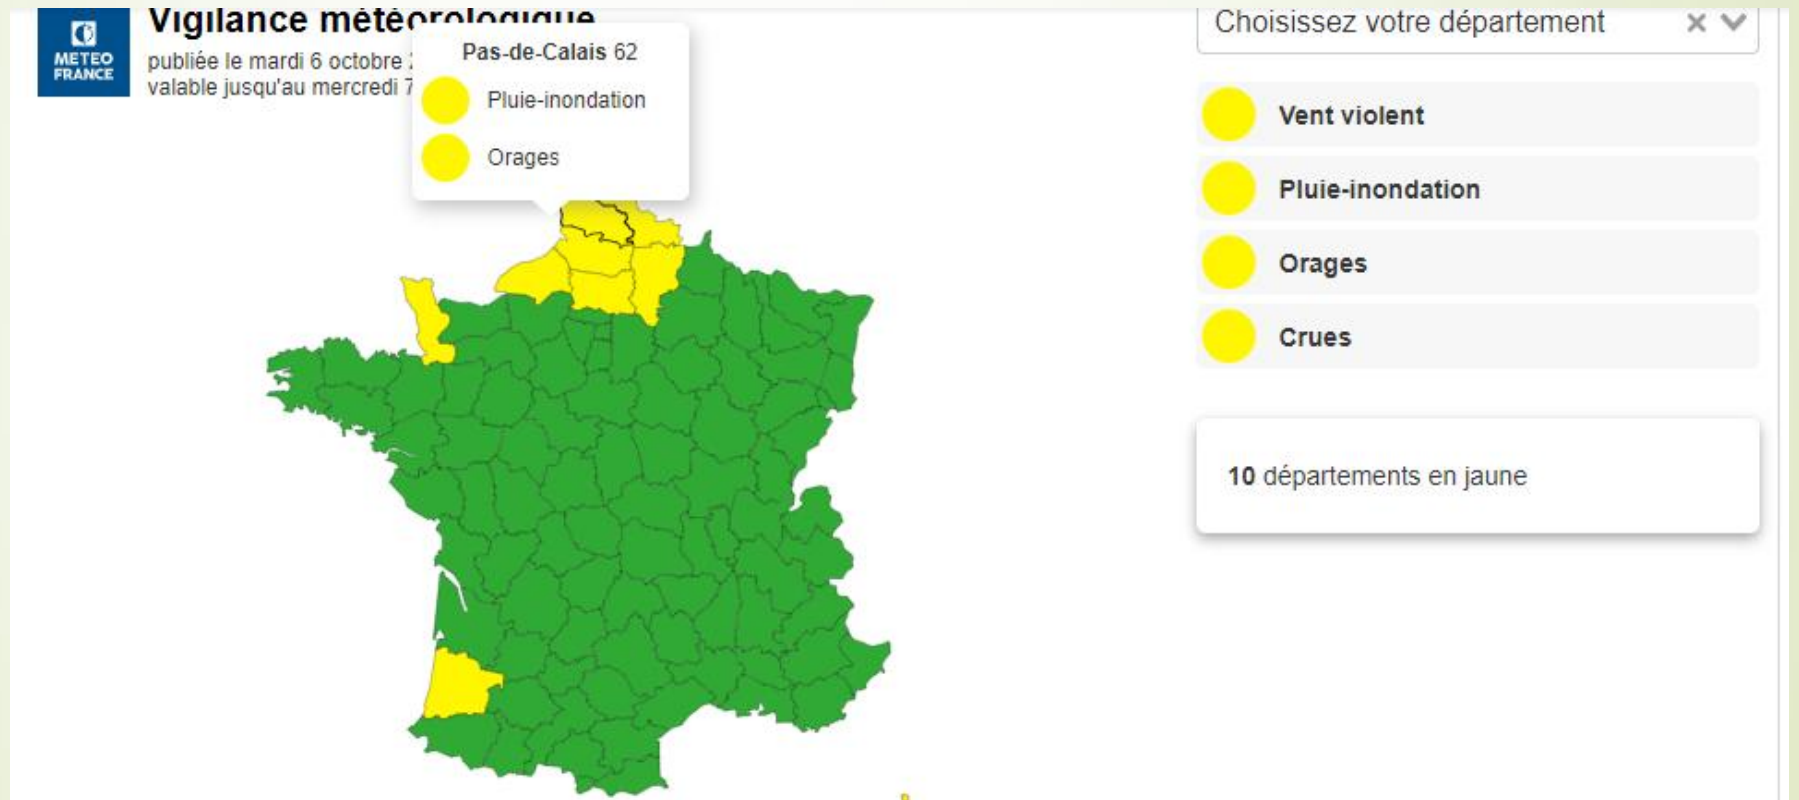 METEO
FRANCE
Vigilance météorologique
publiée le mardi 6 octobre
valable jusqu'au mercredi 7
Pas-de-Calais 62
Pluie-inondation
Orages
Choisissez votre département
Vent violent
Pluie-inondation
Orages
Crues
10 départements en jaune